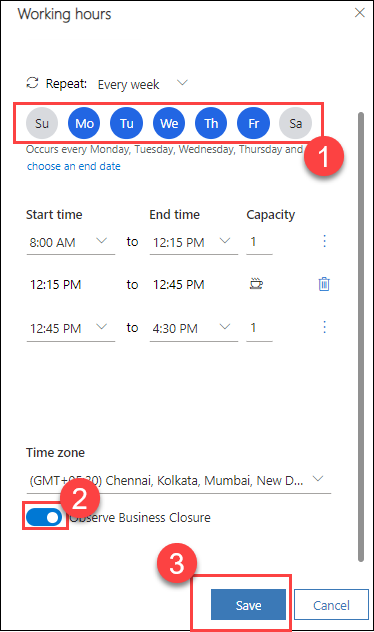 Working hours
Repeat: Every week
Su Mo Tu We Th Fr Sa
1
Occurs every Monday, Tuesday, Wednesday, Thursday and
choose an end date
Start time End time Capacity
8:00 AM to 12:15 PM 1
12:15 PM to 12:45 PM
12:45 PM to 4:30 PM 1
Time zone
(GMT+05:30) Chennai, Kolkata, Mumbai, New D...
2
Observe Business Closure
3
Save Cancel